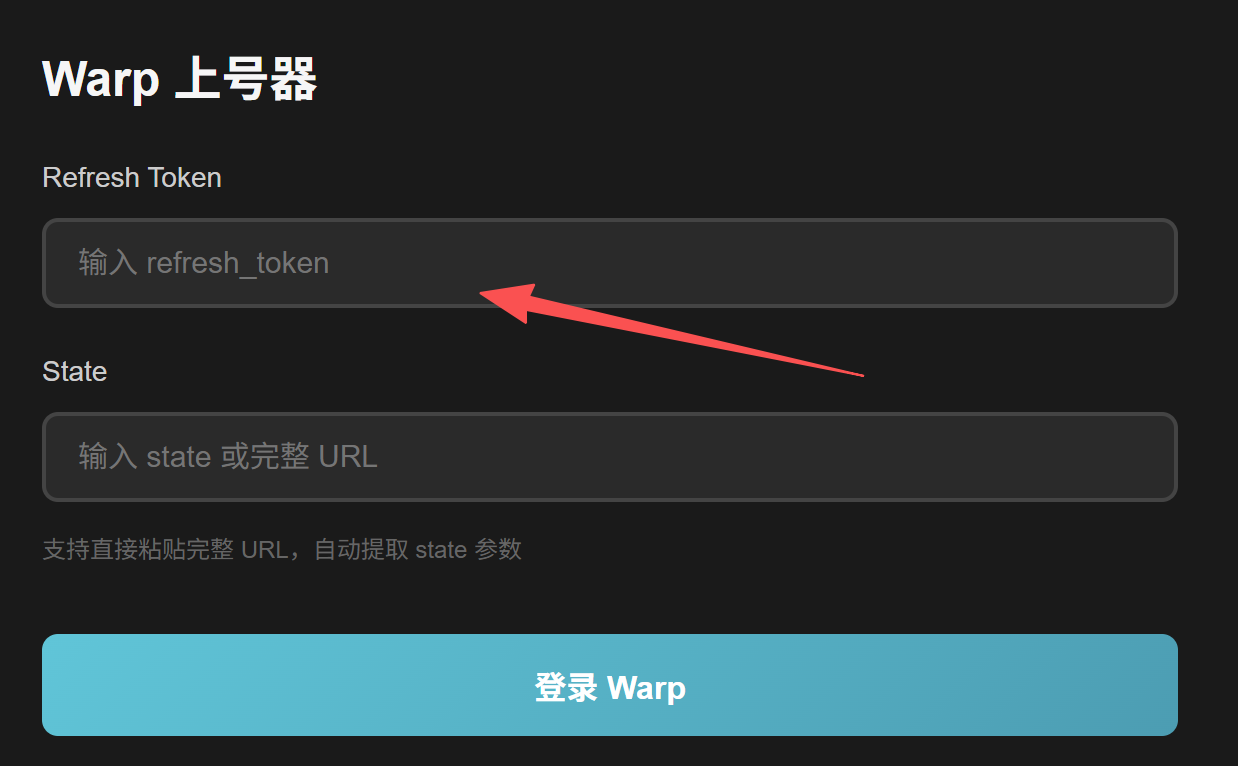 Warp 上号器
Refresh Token
输入 refresh_token
State
输入 state 或完整 URL
支持直接粘贴完整 URL，自动提取 state 参数
登录 Warp